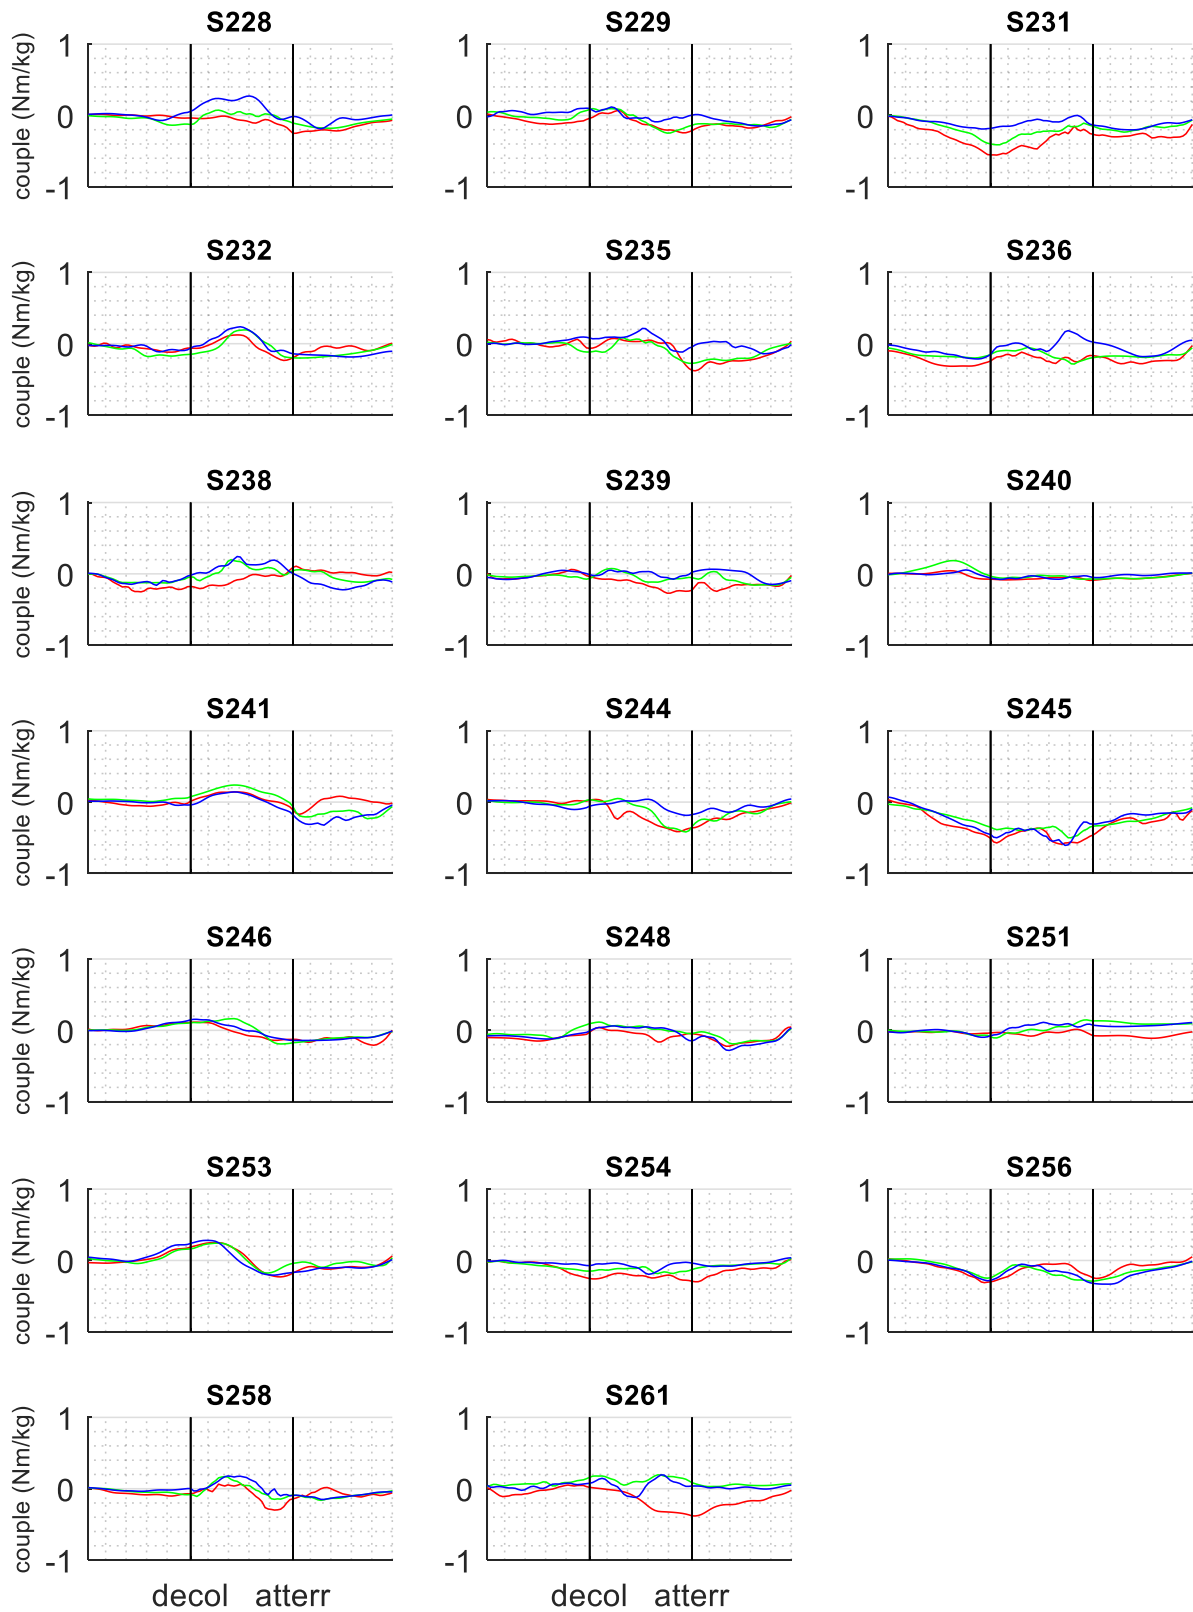 S228 S229 S231
couple (Nm/kg) 1 0 -1 1 0 -1 1 0 -1
S232 S235 S236
couple (Nm/kg) 1 0 -1 1 0 -1 1 0 -1
S238 S239 S240
couple (Nm/kg) 1 0 -1 1 0 -1 1 0 -1
S241 S244 S245
couple (Nm/kg) 1 0 -1 1 0 -1 1 0 -1
S246 S248 S251
couple (Nm/kg) 1 0 -1 1 0 -1 1 0 -1
S253 S254 S256
couple (Nm/kg) 1 0 -1 1 0 -1 1 0 -1
S258 S261
couple (Nm/kg) 1 0 -1 1 0 -1
decol atterr decol atterr